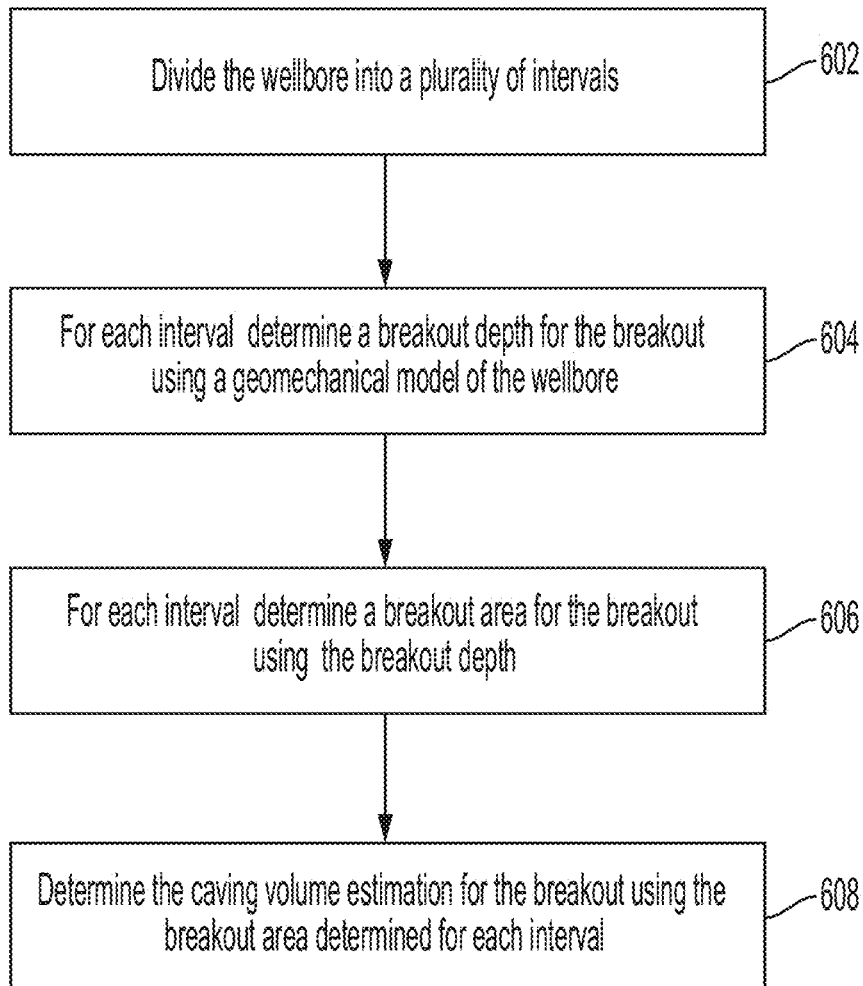 Divide the wellbore into a plurality of intervals
602
For each interval determine a breakout depth for the breakout
using a geomechanical model of the wellbore
604
For each interval determine a breakout area for the breakout
using the breakout depth
606
Determine the caving volume estimation for the breakout using the
breakout area determined for each interval
608